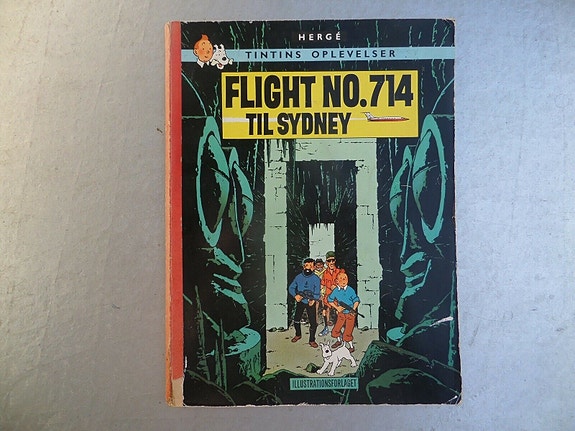 HERGÉ
TINTINS OPLEVELSER
FLIGHT NO.714
TIL SYDNEY
ILLUSTRATIONSFORLAGET